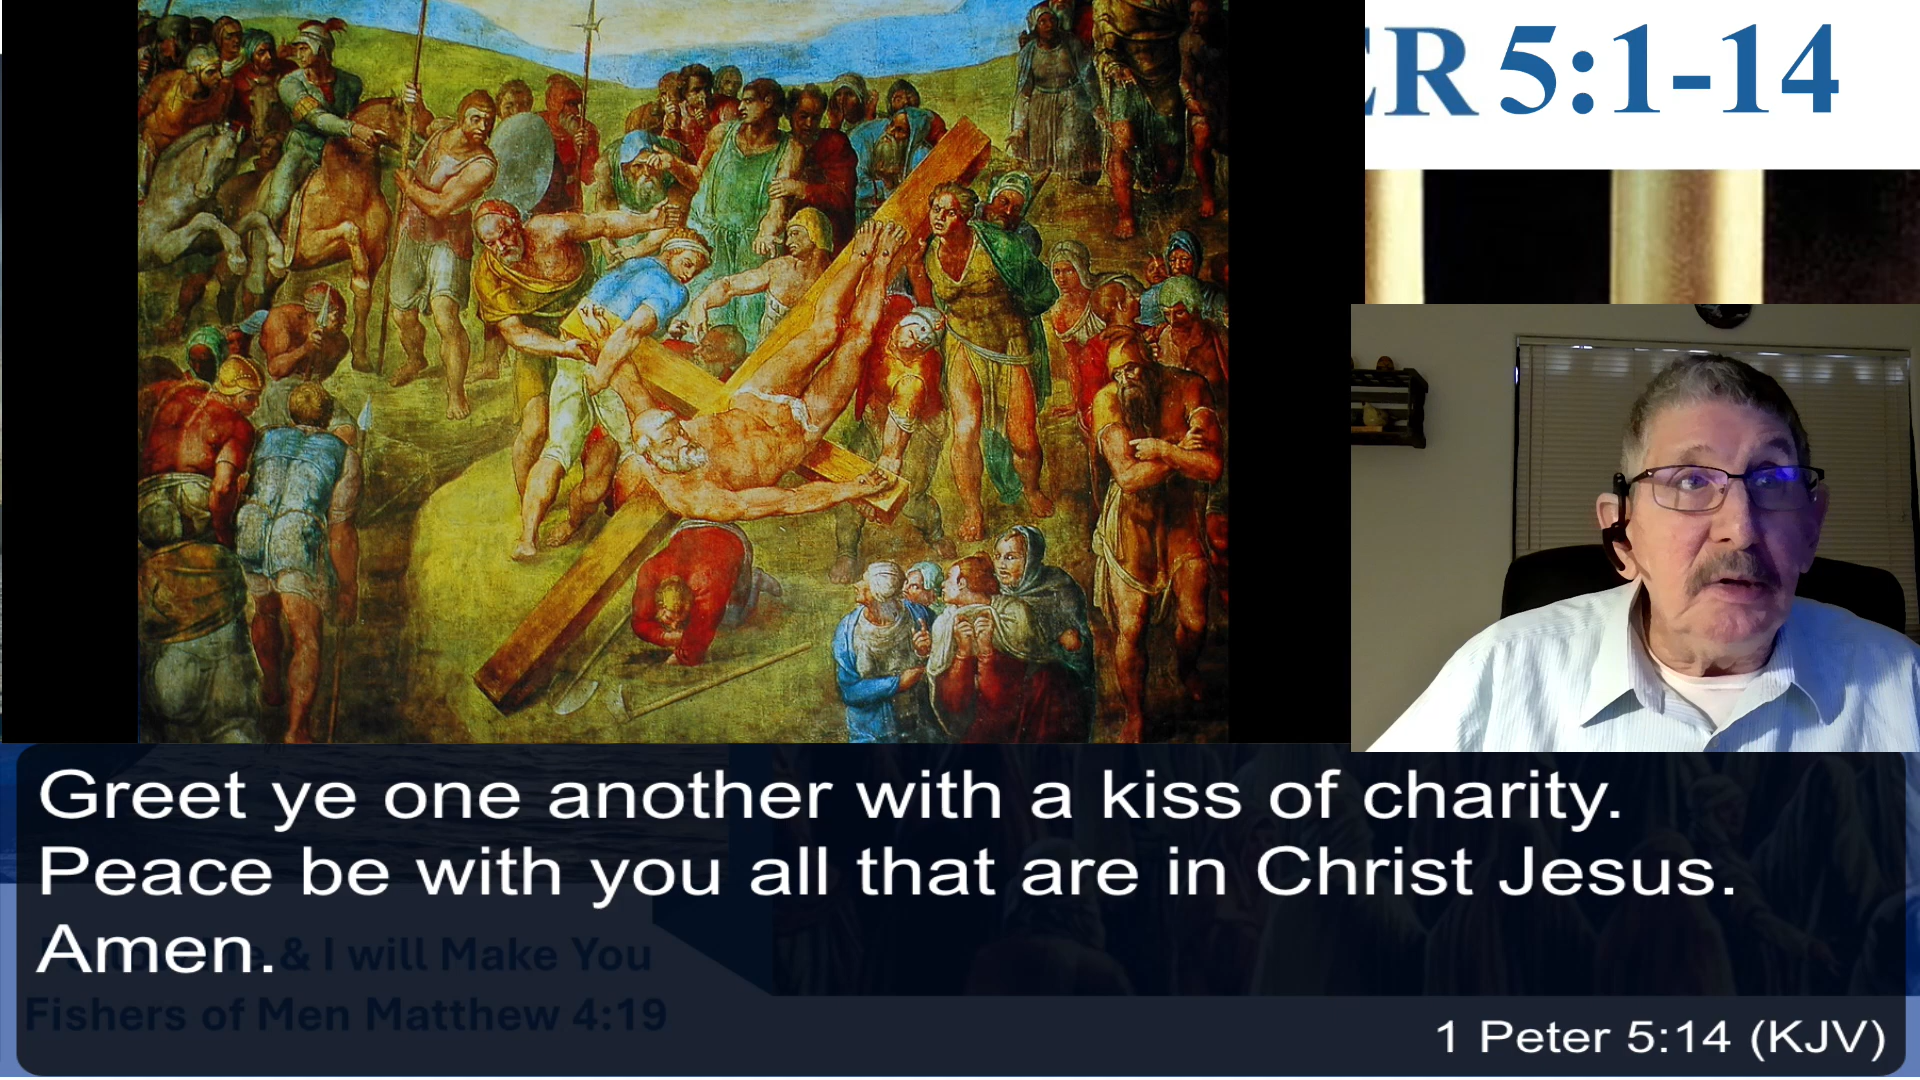 ER 5:1-14
Greet ye one another with a kiss of charity.
Peace be with you all that are in Christ Jesus.
Amen.
& I will Make You
Fishers of Men Matthew 4:19
1 Peter 5:14 (KJV)